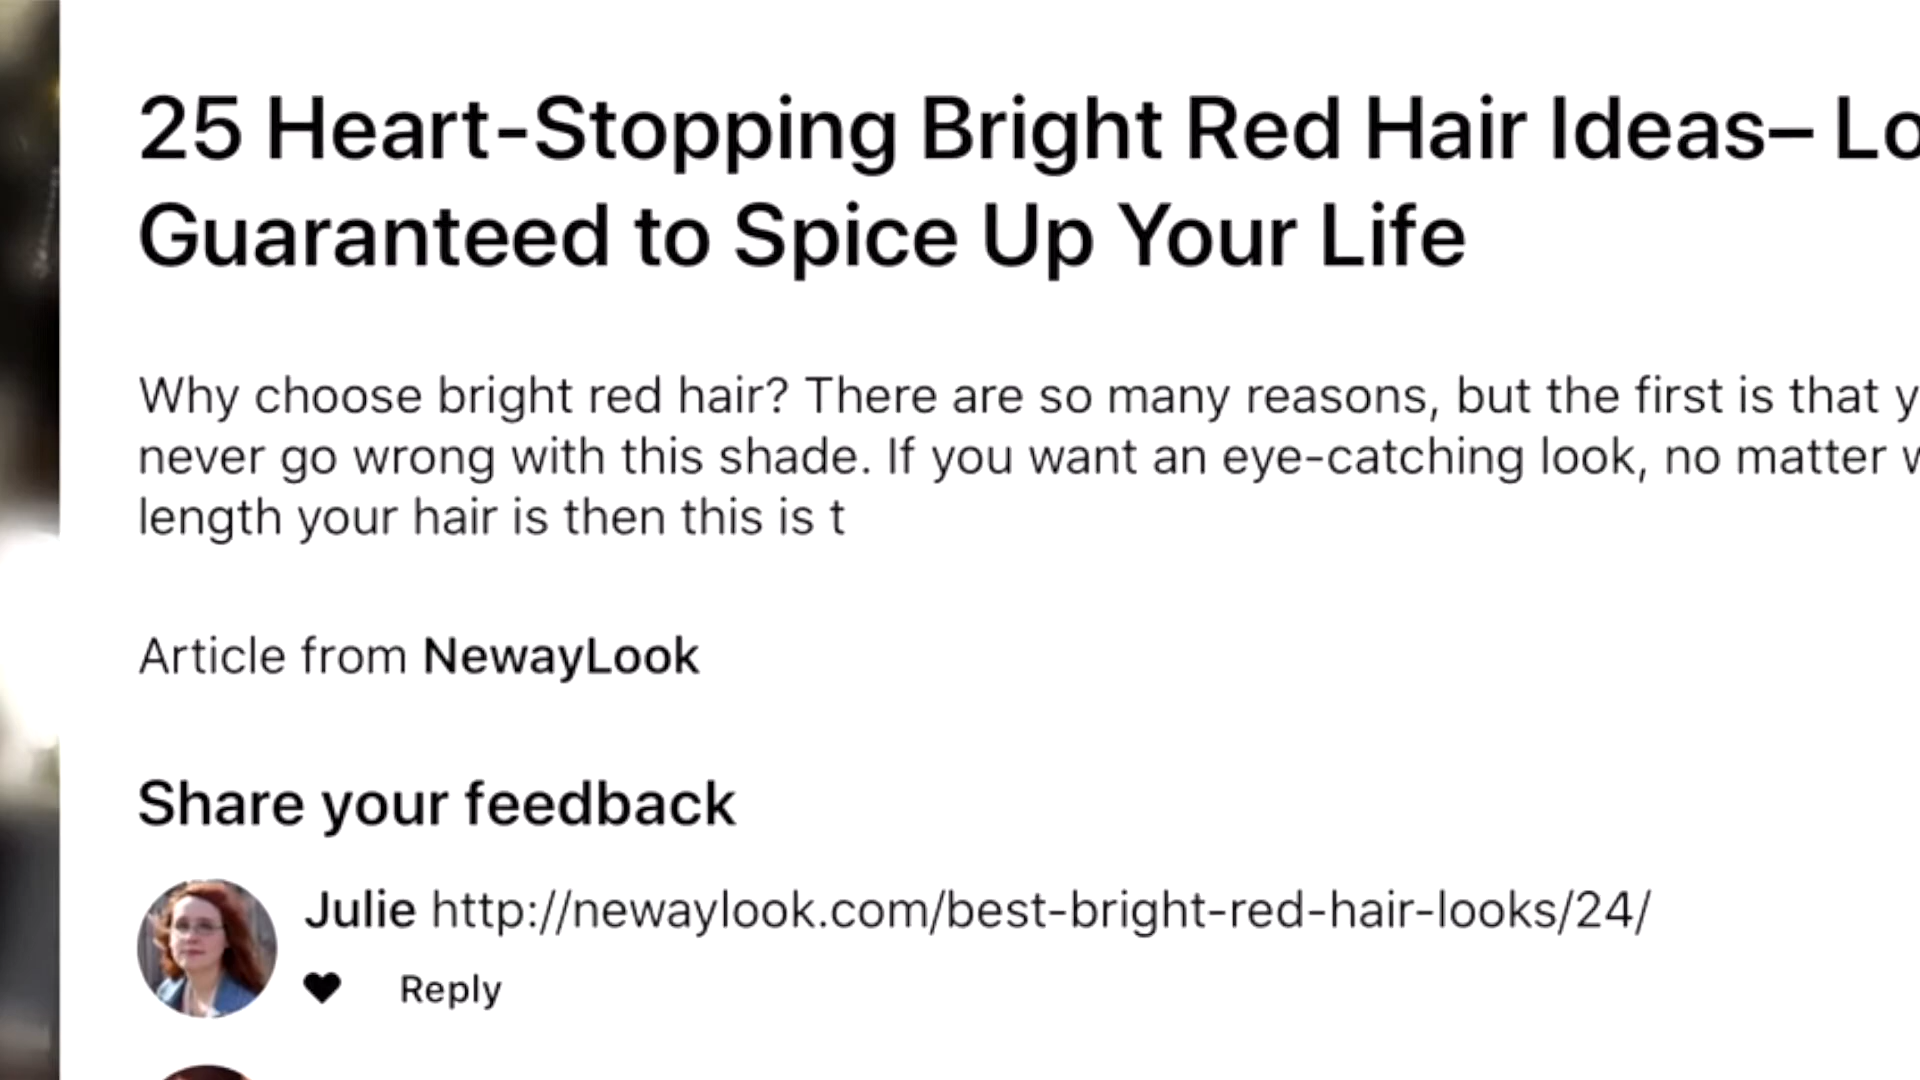 25 Heart-Stopping Bright Red Hair Ideas–
Guaranteed to Spice Up Your Life
Why choose bright red hair? There are so many reasons, but the first is that
never go wrong with this shade. If you want an eye-catching look, no matter
length your hair is then this is t
Article from NewayLook
Share your feedback
Julie http://newaylook.com/best-bright-red-hair-looks/24/
Reply